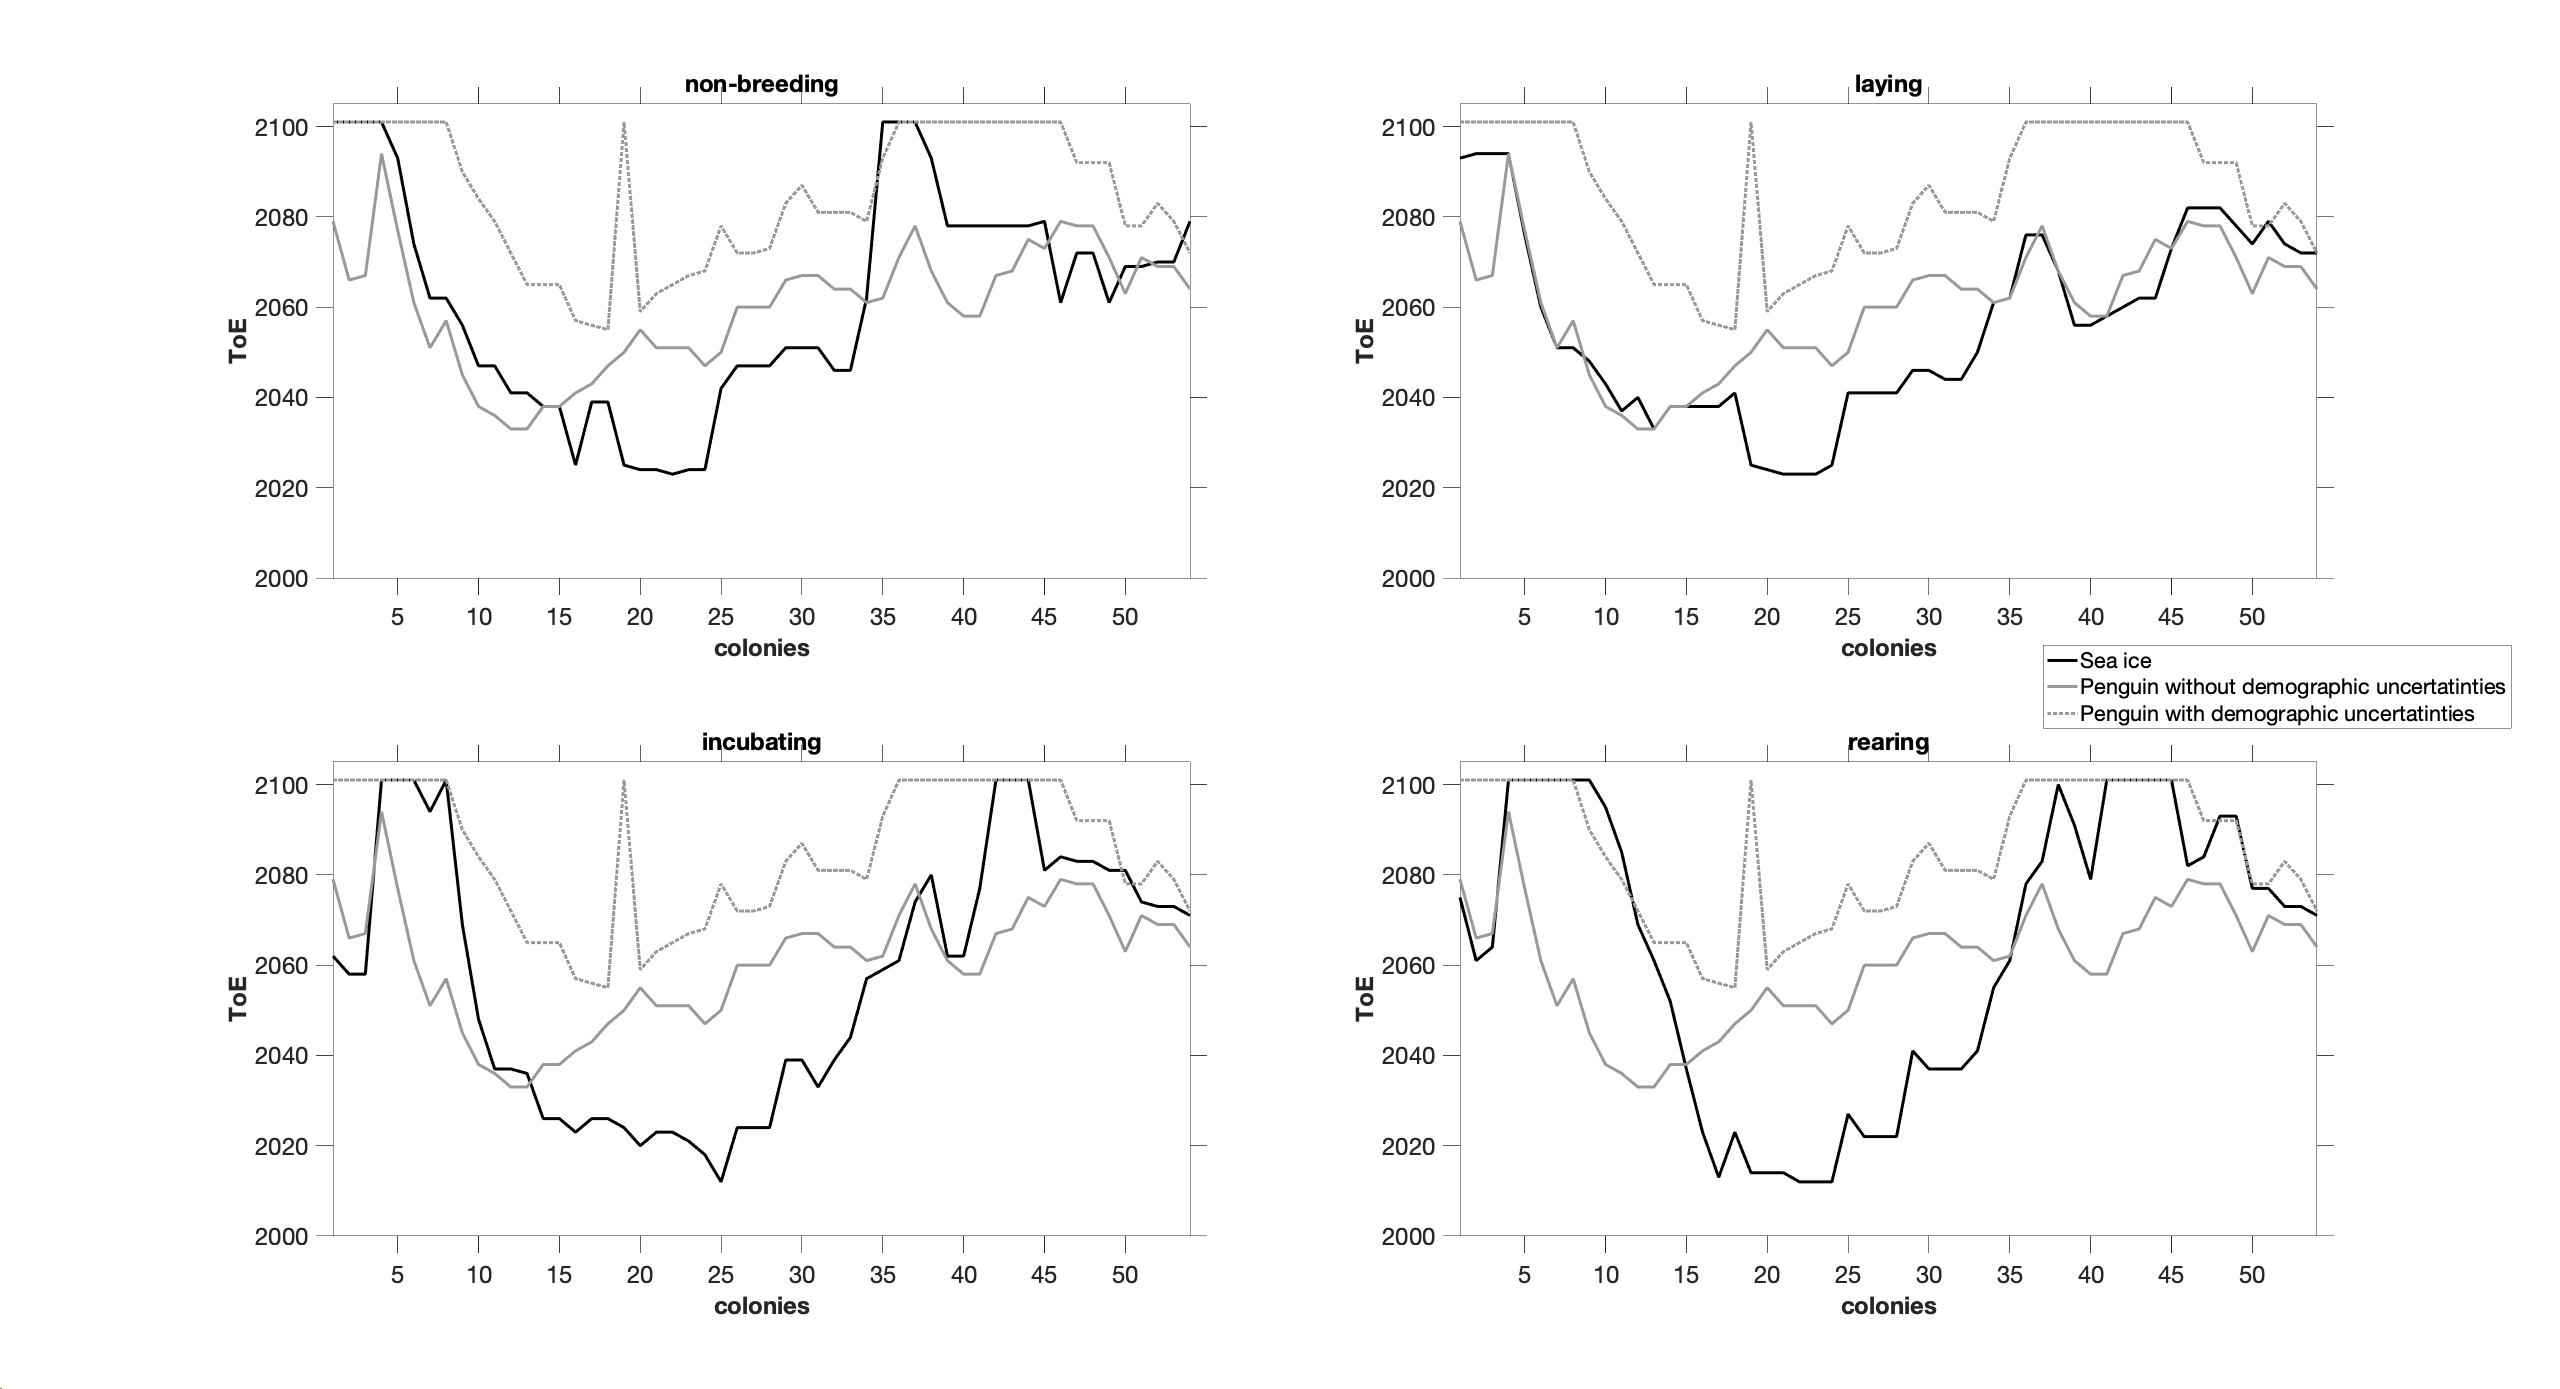 non-breeding
2100
2080
2060
2040
2020
2000
ToE
5 10 15 20 25 30 35 40 45 50
colonies
laying
2100
2080
2060
2040
2020
2000
ToE
5 10 15 20 25 30 35 40 45 50
colonies
Sea ice
Penguin without demographic uncertatinties
Penguin with demographic uncertatinties
incubating
2100
2080
2060
2040
2020
2000
ToE
5 10 15 20 25 30 35 40 45 50
colonies
rearing
2100
2080
2060
2040
2020
2000
ToE
5 10 15 20 25 30 35 40 45 50
colonies